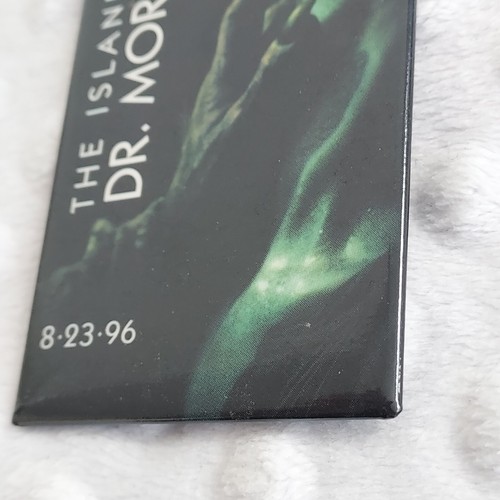 THE ISLAN
DR. MOR
8·23·96